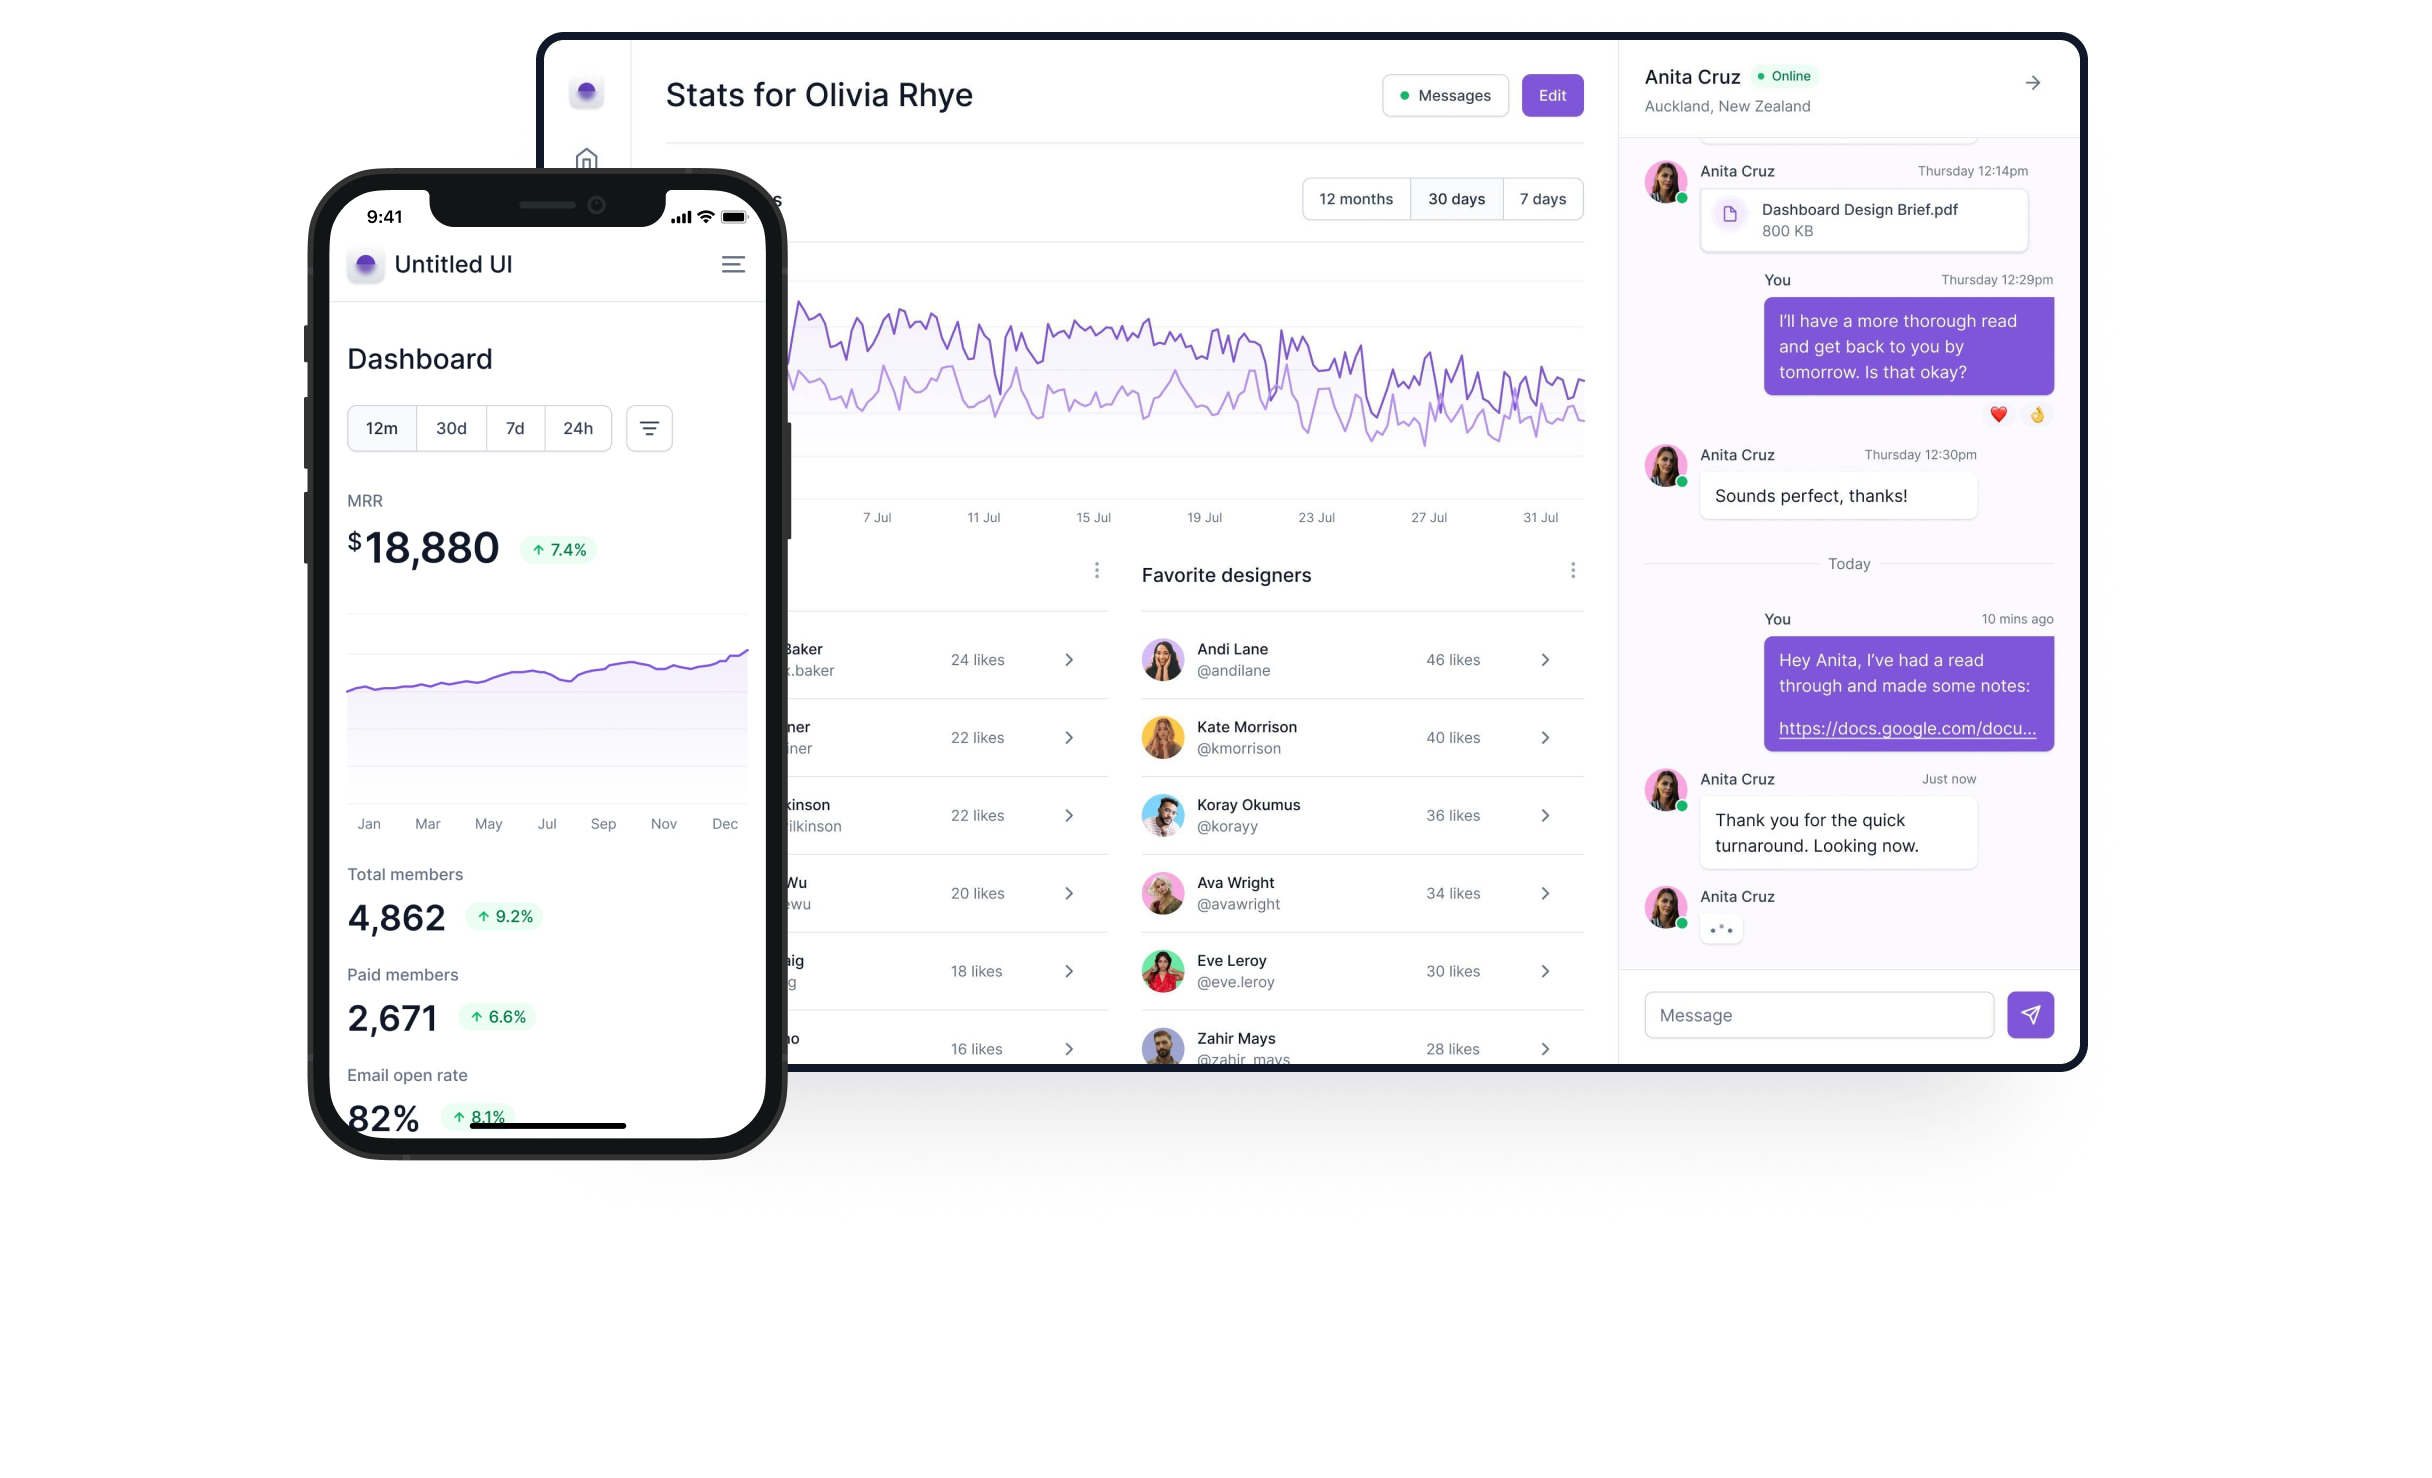 Stats for Olivia Rhye
Messages
Edit
12 months
30 days
7 days
7 Jul
11 Jul
15 Jul
19 Jul
23 Jul
27 Jul
31 Jul
Baker
.baker
24 likes
22 likes
22 likes
Wu
20 likes
18 likes
16 likes
Favorite designers
Andi Lane
@andilane
46 likes
Kate Morrison
@kmorrison
40 likes
Koray Okumus
@korayy
36 likes
Ava Wright
@avawright
34 likes
Eve Leroy
@eve.leroy
30 likes
Zahir Mays
@zahir_mays
28 likes
Anita Cruz
Online
Auckland, New Zealand
Anita Cruz
Thursday 12:14pm
Dashboard Design Brief.pdf
800 KB
You
Thursday 12:29pm
I’ll have a more thorough read
and get back to you by
tomorrow. Is that okay?
Anita Cruz
Thursday 12:30pm
Sounds perfect, thanks!
Today
You
10 mins ago
Hey Anita, I’ve had a read
through and made some notes:
https://docs.google.com/docu...
Anita Cruz
Just now
Thank you for the quick
turnaround. Looking now.
Anita Cruz
Message
9:41
Untitled UI
Dashboard
12m
30d
7d
24h
MRR
$18,880
7.4%
Jan
Mar
May
Jul
Sep
Nov
Dec
Total members
4,862
9.2%
Paid members
2,671
6.6%
Email open rate
82%
8.1%